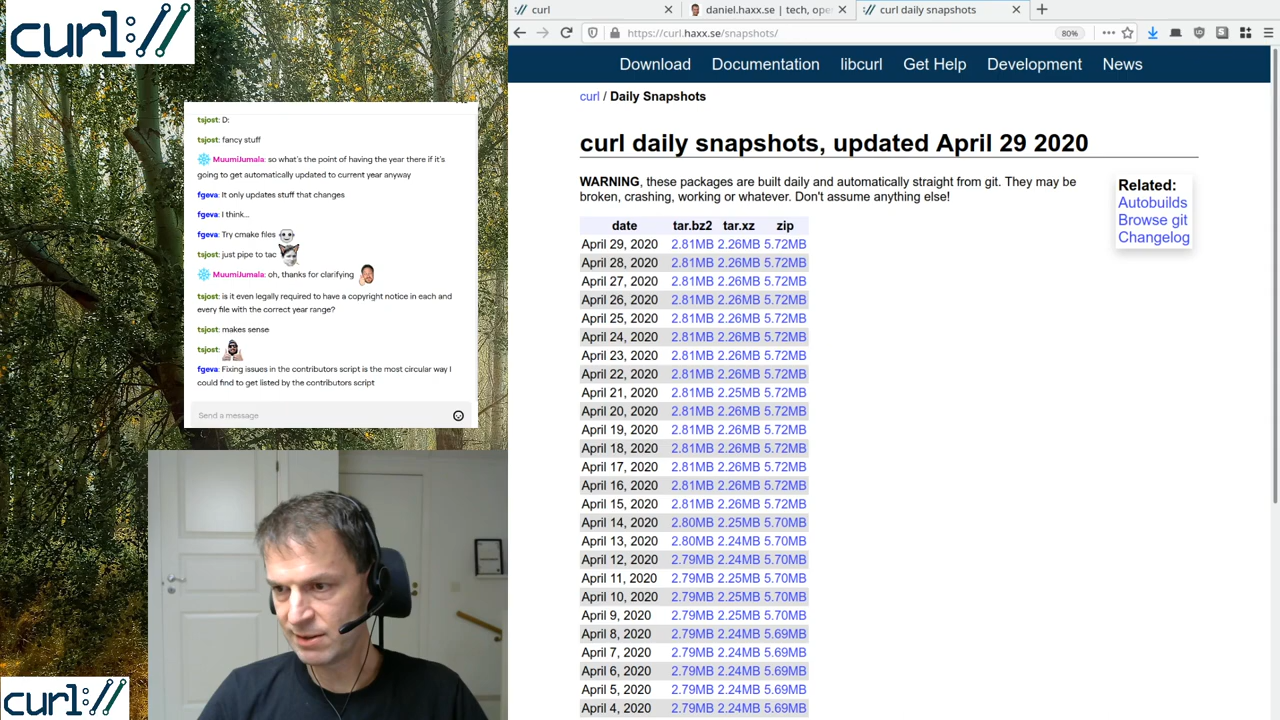 curl://
tsjost: D:
tsjost: fancy stuff
MuumiJumala: so what's the point of having the year there if it's
going to get automatically updated to current year anyway
fgeva: It only updates stuff that changes
fgeva: I think...
fgeva: Try cmake files
tsjost: just pipe to tac
MuumiJumala: oh, thanks for clarifying
tsjost: is it even legally required to have a copyright notice in each and
every file with the correct year range?
tsjost: makes sense
tsjost:
fgeva: Fixing issues in the contributors script is the most circular way I
could find to get listed by the contributors script
Send a message
curl://
curl
daniel.haxx.se | tech, ope
curl daily snapshots
https://curl.haxx.se/snapshots/
80%
Download Documentation libcurl Get Help Development News
curl / Daily Snapshots
curl daily snapshots, updated April 29 2020
WARNING, these packages are built daily and automatically straight from git. They may be
broken, crashing, working or whatever. Don't assume anything else!
Related:
Autobuilds
Browse git
Changelog
date tar.bz2 tar.xz zip
April 29, 2020 2.81MB 2.26MB 5.72MB
April 28, 2020 2.81MB 2.26MB 5.72MB
April 27, 2020 2.81MB 2.26MB 5.72MB
April 26, 2020 2.81MB 2.26MB 5.72MB
April 25, 2020 2.81MB 2.26MB 5.72MB
April 24, 2020 2.81MB 2.26MB 5.72MB
April 23, 2020 2.81MB 2.26MB 5.72MB
April 22, 2020 2.81MB 2.26MB 5.72MB
April 21, 2020 2.81MB 2.25MB 5.72MB
April 20, 2020 2.81MB 2.26MB 5.72MB
April 19, 2020 2.81MB 2.26MB 5.72MB
April 18, 2020 2.81MB 2.26MB 5.72MB
April 17, 2020 2.81MB 2.26MB 5.72MB
April 16, 2020 2.81MB 2.26MB 5.72MB
April 15, 2020 2.81MB 2.26MB 5.72MB
April 14, 2020 2.80MB 2.25MB 5.70MB
April 13, 2020 2.80MB 2.24MB 5.70MB
April 12, 2020 2.79MB 2.24MB 5.70MB
April 11, 2020 2.79MB 2.25MB 5.70MB
April 10, 2020 2.79MB 2.25MB 5.70MB
April 9, 2020 2.79MB 2.25MB 5.70MB
April 8, 2020 2.79MB 2.24MB 5.69MB
April 7, 2020 2.79MB 2.24MB 5.69MB
April 6, 2020 2.79MB 2.24MB 5.69MB
April 5, 2020 2.79MB 2.24MB 5.69MB
April 4, 2020 2.79MB 2.24MB 5.69MB